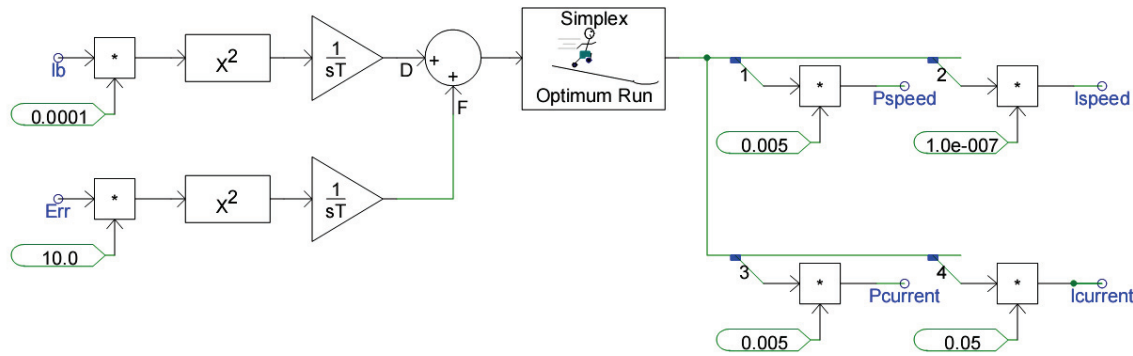 Simplex
Optimum Run
Ib
*
X²
1
sT
D
+
+
F
0.0001
Err
*
X²
1
sT
10.0
1
*
Pspeed
0.005
2
*
Ispeed
1.0e-007
3
*
Pcurrent
0.005
4
*
Icurrent
0.05